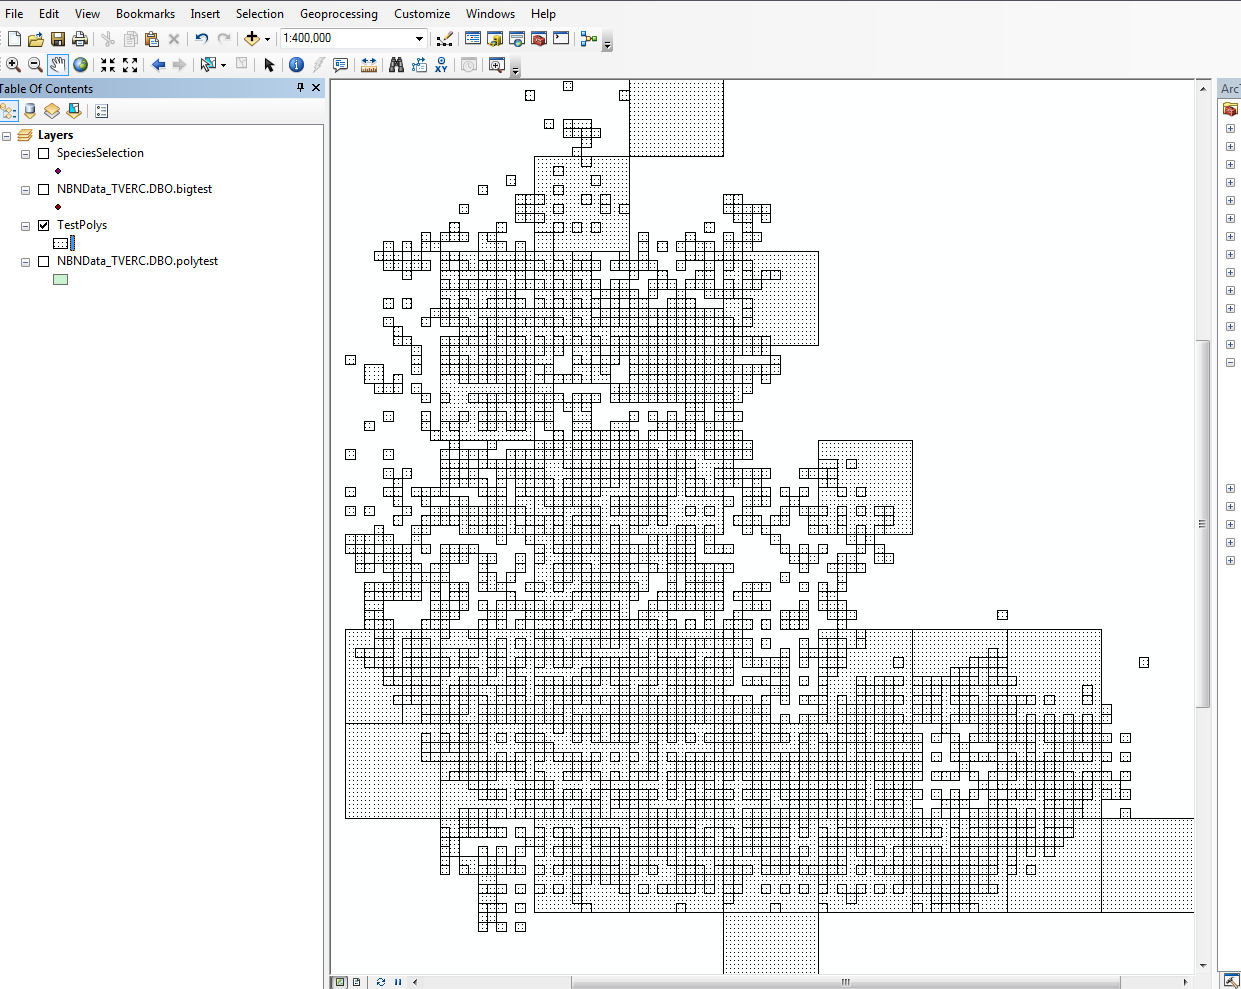 File Edit View Bookmarks Insert Selection Geoprocessing Customize Windows Help
1:400,000
Table Of Contents
Layers
SpeciesSelection
NBNData_TVERC.DBO.bigtest
TestPolys
NBNData_TVERC.DBO.polytest
XY